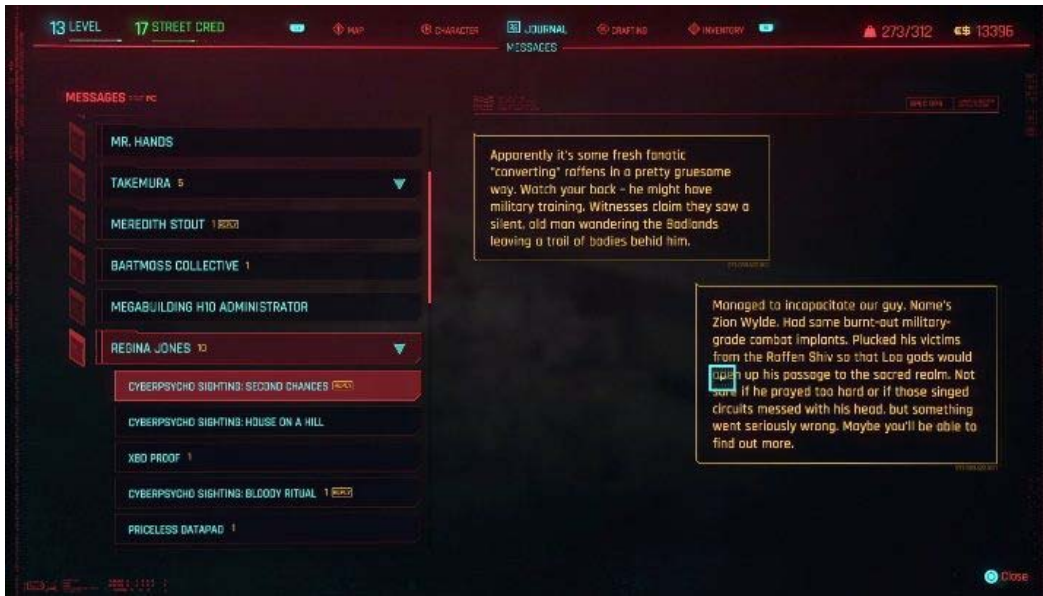 13 LEVEL 17 STREET CRED MAP CHARACTER JOURNAL CRAFTING INVENTORY 273/312 €$ 13396
MESSAGES
MESSAGES
MR. HANDS
TAKEMURA 5
MEREDITH STOUT 1 REPLY
BARTMOSS COLLECTIVE 1
MEGABUILDING H10 ADMINISTRATOR
REGINA JONES 10
CYBERPSYCHO SIGHTING: SECOND CHANCES REPLY
CYBERPSYCHO SIGHTING: HOUSE ON A HILL
XBD PROOF 1
CYBERPSYCHO SIGHTING: BLOODY RITUAL 1 REPLY
PRICELESS DATAPAD 1
Apparently it's some fresh fanatic
"converting" raffens in a pretty gruesome
way. Watch your back - he might have
military training. Witnesses claim they saw a
silent, old man wandering the Badlands
leaving a trail of bodies behid him.
Managed to incapacitate our guy. Name's
Zion Wylde. Had some burnt-out military-
grade combat implants. Plucked his victims
from the Raffen Shiv so that Loa gods would
open up his passage to the sacred realm. Not
sure if he prayed too hard or if those singed
circuits messed with his head, but something
went seriously wrong. Maybe you'll be able to
find out more.
Close